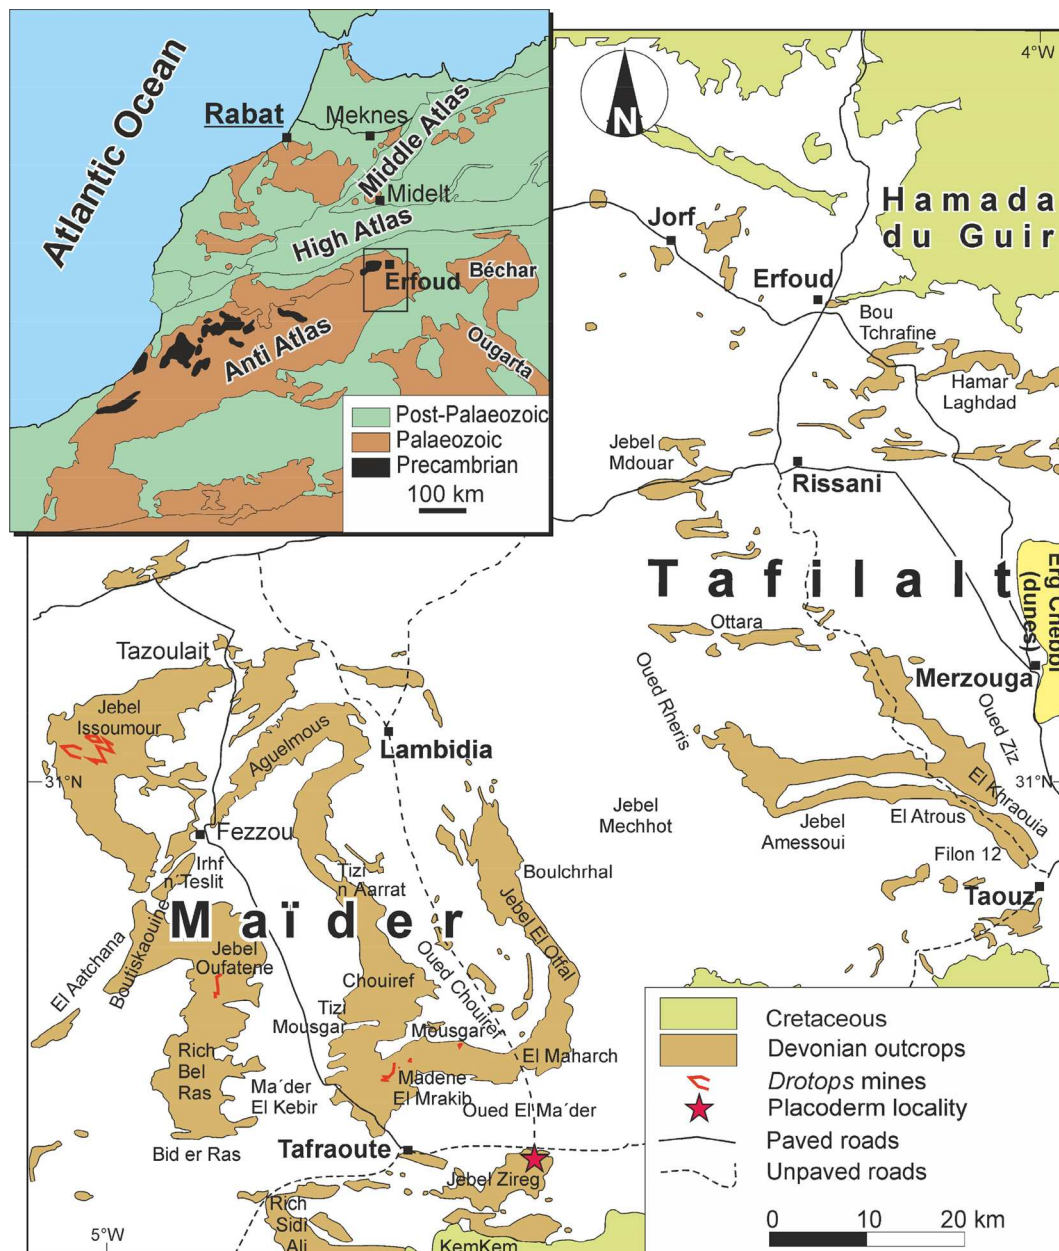 Atlantic Ocean
Rabat
Meknes
Middle Atlas
Midelt
High Atlas
Erfoud
Béchar
Anti Atlas
Ougarta
Post-Palaeozoic
Palaeozoic
Precambrian
100 km
4°W
N
Hamada
du Guir
Jorf
Erfoud
Bou
Tchrafine
Hamar
Laghdad
Jebel
Mdouar
Rissani
Tafilalt
Erg Chebbi
(dunes)
Ottara
Merzouga
Oued Rheris
Oued Ziz
Tazoulait
Jebel
Issoumour
Aguelmous
Lambidia
31°N
31°N
El Khraouia
El Atrous
Jebel
Mechhot
Jebel
Amessoui
Fezzou
Filon 12
Irhf
n´Teslit
Tizi
n Aarrat
Boulchrhal
Taouz
Maïder
Jebel El Otfal
El Aatchana
Boutiskaouine
Jebel
Oufatene
Chouiref
Oued Chouiref
Tizi
Mousgar
Mousgar
El Maharch
Rich
Bel
Ras
Ma´der
El Kebir
Madène
El Mrakib
Oued El Ma´der
Bid er Ras
Tafraoute
Jebel Zireg
Rich
Sidi
Ali
5°W
KemKem
Cretaceous
Devonian outcrops
Drotops mines
Placoderm locality
Paved roads
Unpaved roads
0 10 20 km